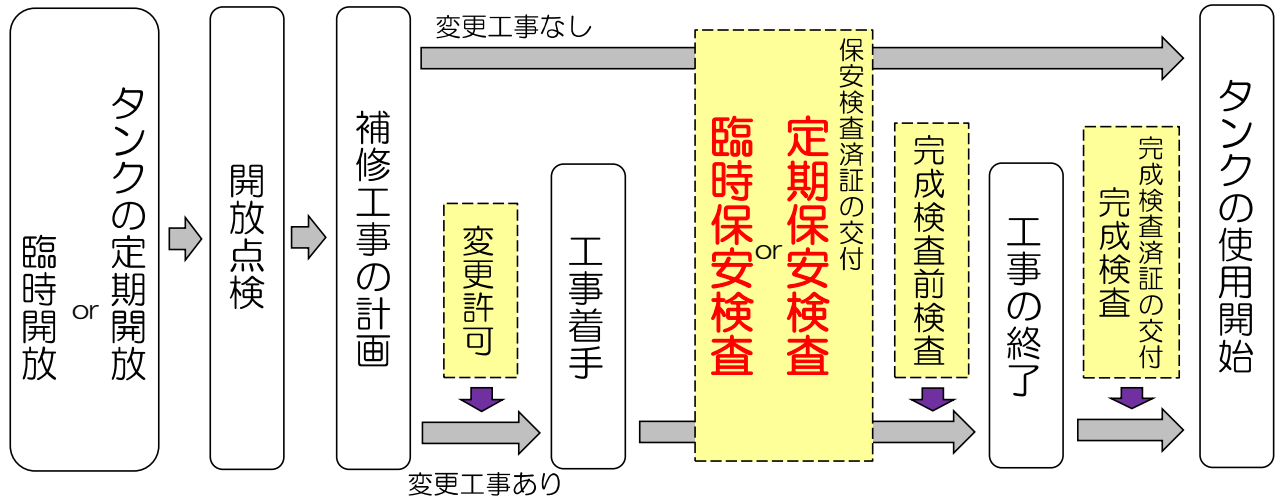 タンクの定期開放
or
臨時開放
開放点検
補修工事の計画
変更工事なし
変更工事あり
変更許可
工事着手
保安検査済証の交付
定期保安検査
or
臨時保安検査
完成検査前検査
工事の終了
完成検査済証の交付
完成検査
タンクの使用開始